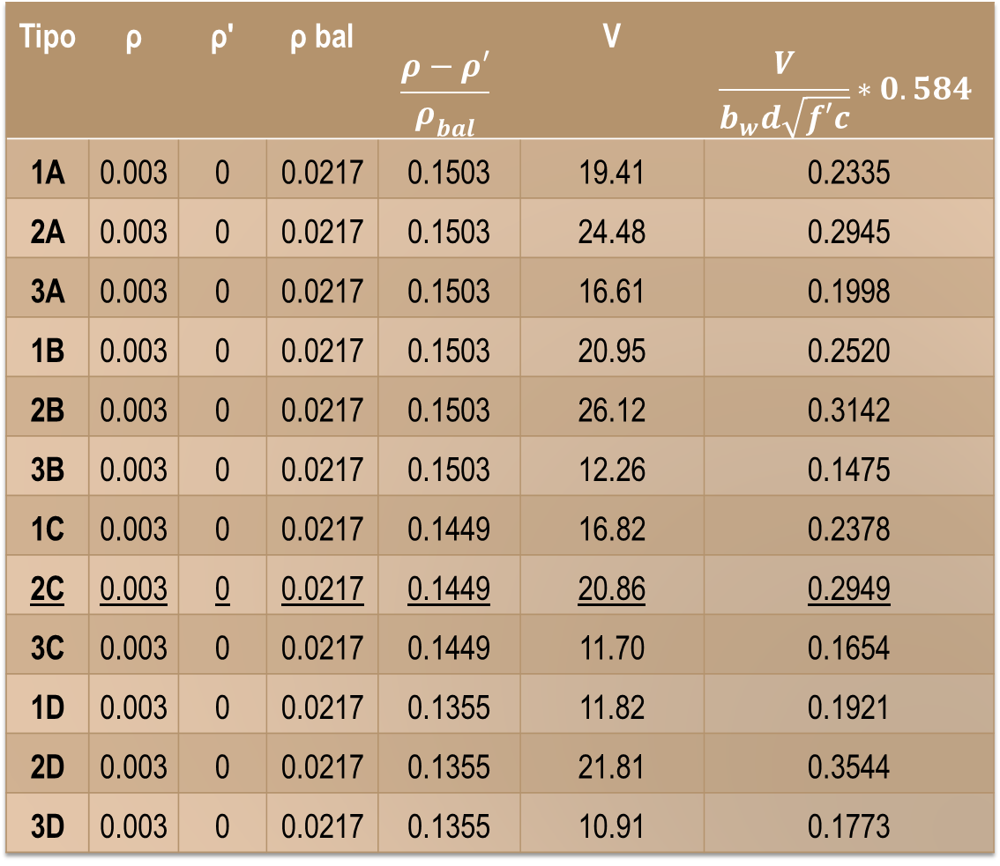 Tipo ρ ρ' ρ bal (ρ − ρ′)/ρ_bal V V/(b_w d√f′c) * 0.584
1A 0.003 0 0.0217 0.1503 19.41 0.2335
2A 0.003 0 0.0217 0.1503 24.48 0.2945
3A 0.003 0 0.0217 0.1503 16.61 0.1998
1B 0.003 0 0.0217 0.1503 20.95 0.2520
2B 0.003 0 0.0217 0.1503 26.12 0.3142
3B 0.003 0 0.0217 0.1503 12.26 0.1475
1C 0.003 0 0.0217 0.1449 16.82 0.2378
2C 0.003 0 0.0217 0.1449 20.86 0.2949
3C 0.003 0 0.0217 0.1449 11.70 0.1654
1D 0.003 0 0.0217 0.1355 11.82 0.1921
2D 0.003 0 0.0217 0.1355 21.81 0.3544
3D 0.003 0 0.0217 0.1355 10.91 0.1773